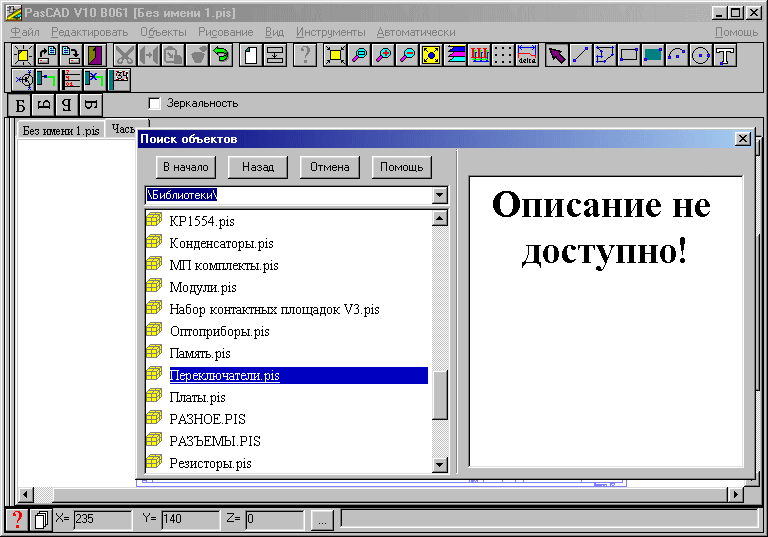 PasCAD V10 B061 [Без имени 1.pis]
Файл Редактировать Объекты Рисование Вид Инструменты Автоматически Помощь
delta
Б Б Я Б
Зеркальность
Без имени 1.pis Часы
Поиск объектов
В начало Назад Отмена Помощь
\Библиотеки\
КР1554.pis
Конденсаторы.pis
МП комплекты.pis
Модули.pis
Набор контактных площадок V3.pis
Оптоприборы.pis
Память.pis
Переключатели.pis
Платы.pis
РАЗНОЕ.PIS
РАЗЪЕМЫ.PIS
Резисторы.pis
Описание не
доступно!
X= 235 Y= 140 Z= 0 ...